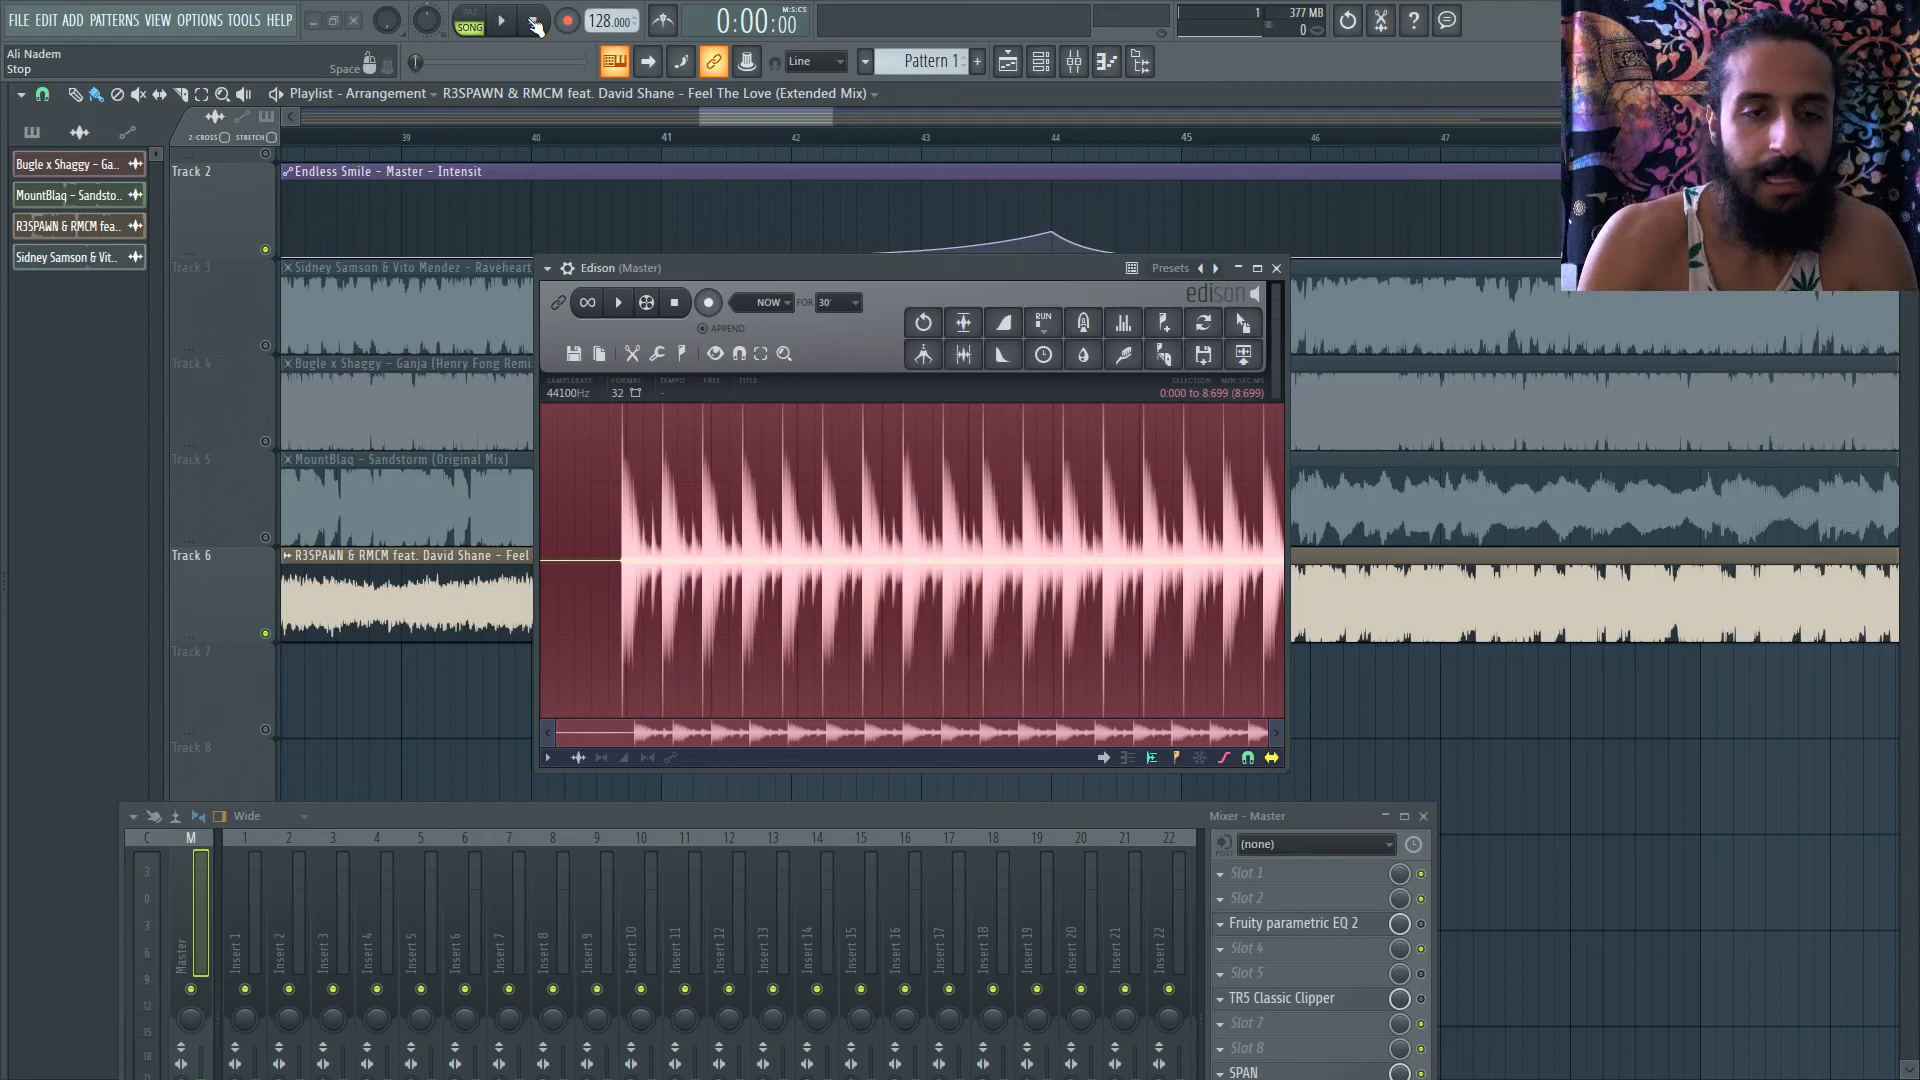 FILE EDIT ADD PATTERNS VIEW OPTIONS TOOLS HELP
PAT
SONG
128.000
M:S:CS
0:00:00
1
377 MB
0
Ali Nadem
Stop
Space
Line
Pattern 1
Playlist - Arrangement
R3SPAWN & RMCM feat. David Shane - Feel The Love (Extended Mix)
Z-CROSS
STRETCH
39
40
41
42
43
44
45
46
47
Bugle x Shaggy - Ga..
MountBlaq - Sandsto..
R3SPAWN & RMCM fea..
Sidney Samson & Vit..
Track 2
Endless Smile - Master - Intensit
Track 3
Sidney Samson & Vito Mendez - Raveheart
Track 4
Bugle x Shaggy - Ganja (Henry Fong Remi
Track 5
MountBlaq - Sandstorm (Original Mix)
Track 6
R3SPAWN & RMCM feat. David Shane - Feel
Track 7
Track 8
Edison (Master)
Presets
NOW
FOR
30'
APPEND
edison
RUN
SAMPLERATE
FORMAT
TEMPO
FREE
TITLE
SELECTION
MIN:SEC:MS
44100Hz
32
-
0:000 to 8:699 (8:699)
Wide
C
M
1 2 3 4 5 6 7 8 9 10 11 12 13 14 15 16 17 18 19 20 21 22
3
0
3
6
9
12
15
18
Master
Insert 1
Insert 2
Insert 3
Insert 4
Insert 5
Insert 6
Insert 7
Insert 8
Insert 9
Insert 10
Insert 11
Insert 12
Insert 13
Insert 14
Insert 15
Insert 16
Insert 17
Insert 18
Insert 19
Insert 20
Insert 21
Insert 22
Mixer - Master
POST
(none)
Slot 1
Slot 2
Fruity parametric EQ 2
Slot 4
Slot 5
TR5 Classic Clipper
Slot 7
Slot 8
SPAN